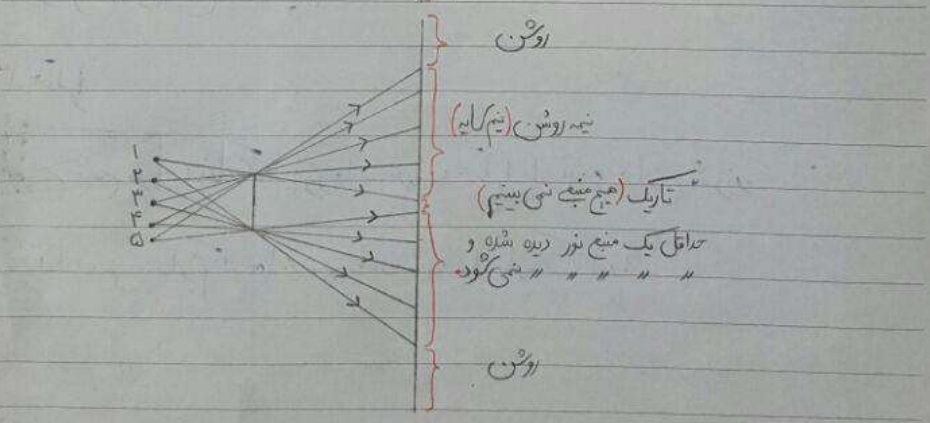 روشن
نیمه روشن (نیم سایه)
۱
۲
۳
۴
۵
تاریک (هیچ منبعی نمی بینیم)
حداقل یک منبع نور دیده شده و
〃 〃 〃 〃 نمی شود.
روشن